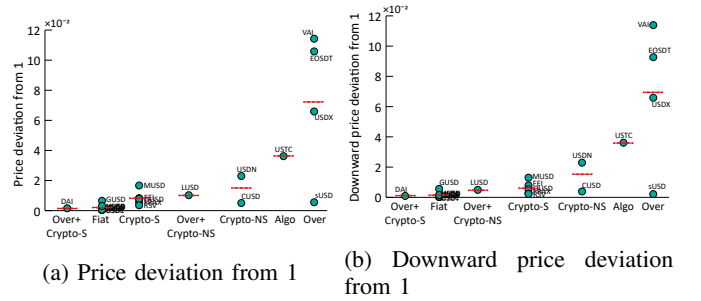 ×10⁻²
12
10
8
6
4
2
0
Price deviation from 1
VAI
EOSDT
USDX
sUSD
USTC
USDN
CUSD
LUSD
MUSD
FEI
RSV
GUSD
DAI
Over+ Fiat Crypto-S Over+ Crypto-NS Algo Over
Crypto-S Crypto-NS
(a) Price deviation from 1
×10⁻²
12
10
8
6
4
2
0
Downward price deviation from 1
VAI
EOSDT
USDX
sUSD
USTC
USDN
CUSD
MUSD
FEI
RSV
LUSD
GUSD
DAI
Over+ Fiat Over+ Crypto-S Crypto-NS Algo Over
Crypto-S Crypto-NS
(b) Downward price deviation
from 1